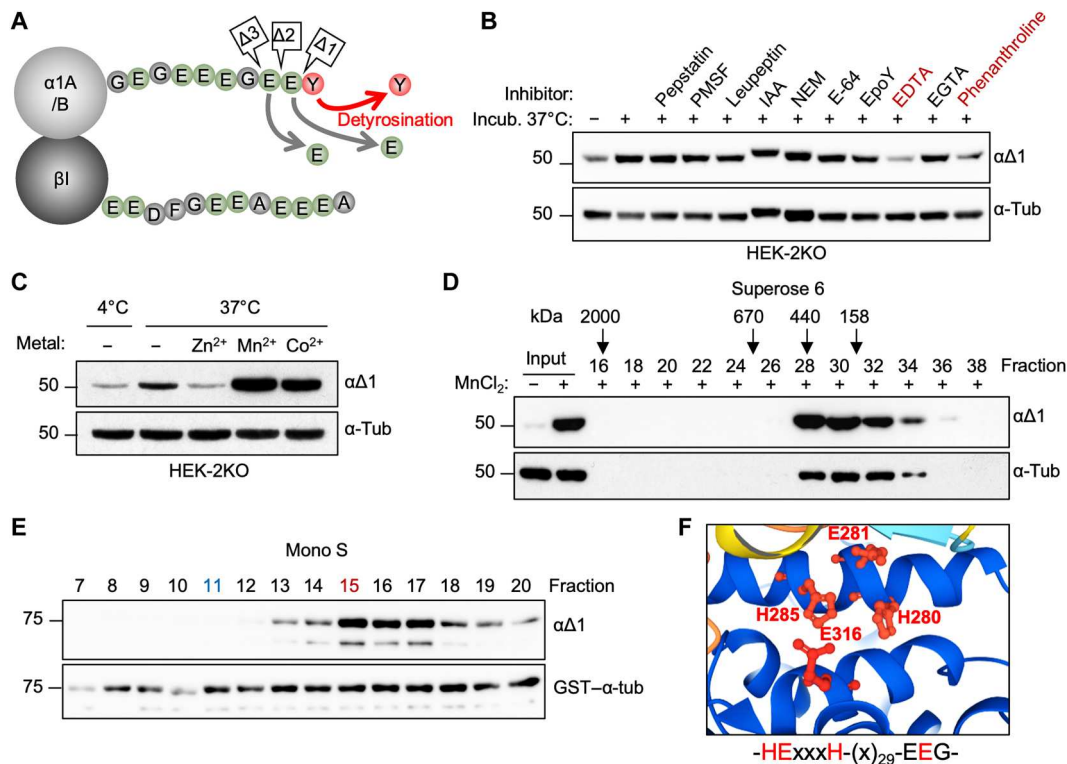 A
Δ3 Δ2 Δ1
α1A
/B
G E G E E E G E E Y
Y
Detyrosination
E E
βI
E E D F G E E A E E E A
B
Inhibitor: Pepstatin PMSF Leupeptin IAA NEM E-64 EpoY EDTA EGTA Phenanthroline
Incub. 37°C: – + + + + + + + + + + +
50 αΔ1
50 α-Tub
HEK-2KO
C
4°C 37°C
Metal: – – Zn²⁺ Mn²⁺ Co²⁺
50 αΔ1
50 α-Tub
HEK-2KO
D
Superose 6
kDa 2000 670 440 158
Input 16 18 20 22 24 26 28 30 32 34 36 38 Fraction
MnCl₂: – + + + + + + + + + + + + +
50 αΔ1
50 α-Tub
E
Mono S
7 8 9 10 11 12 13 14 15 16 17 18 19 20 Fraction
75 αΔ1
75 GST–α-tub
F
E281
H285 H280
E316
-HExxxH-(x)₂₉-EEG-